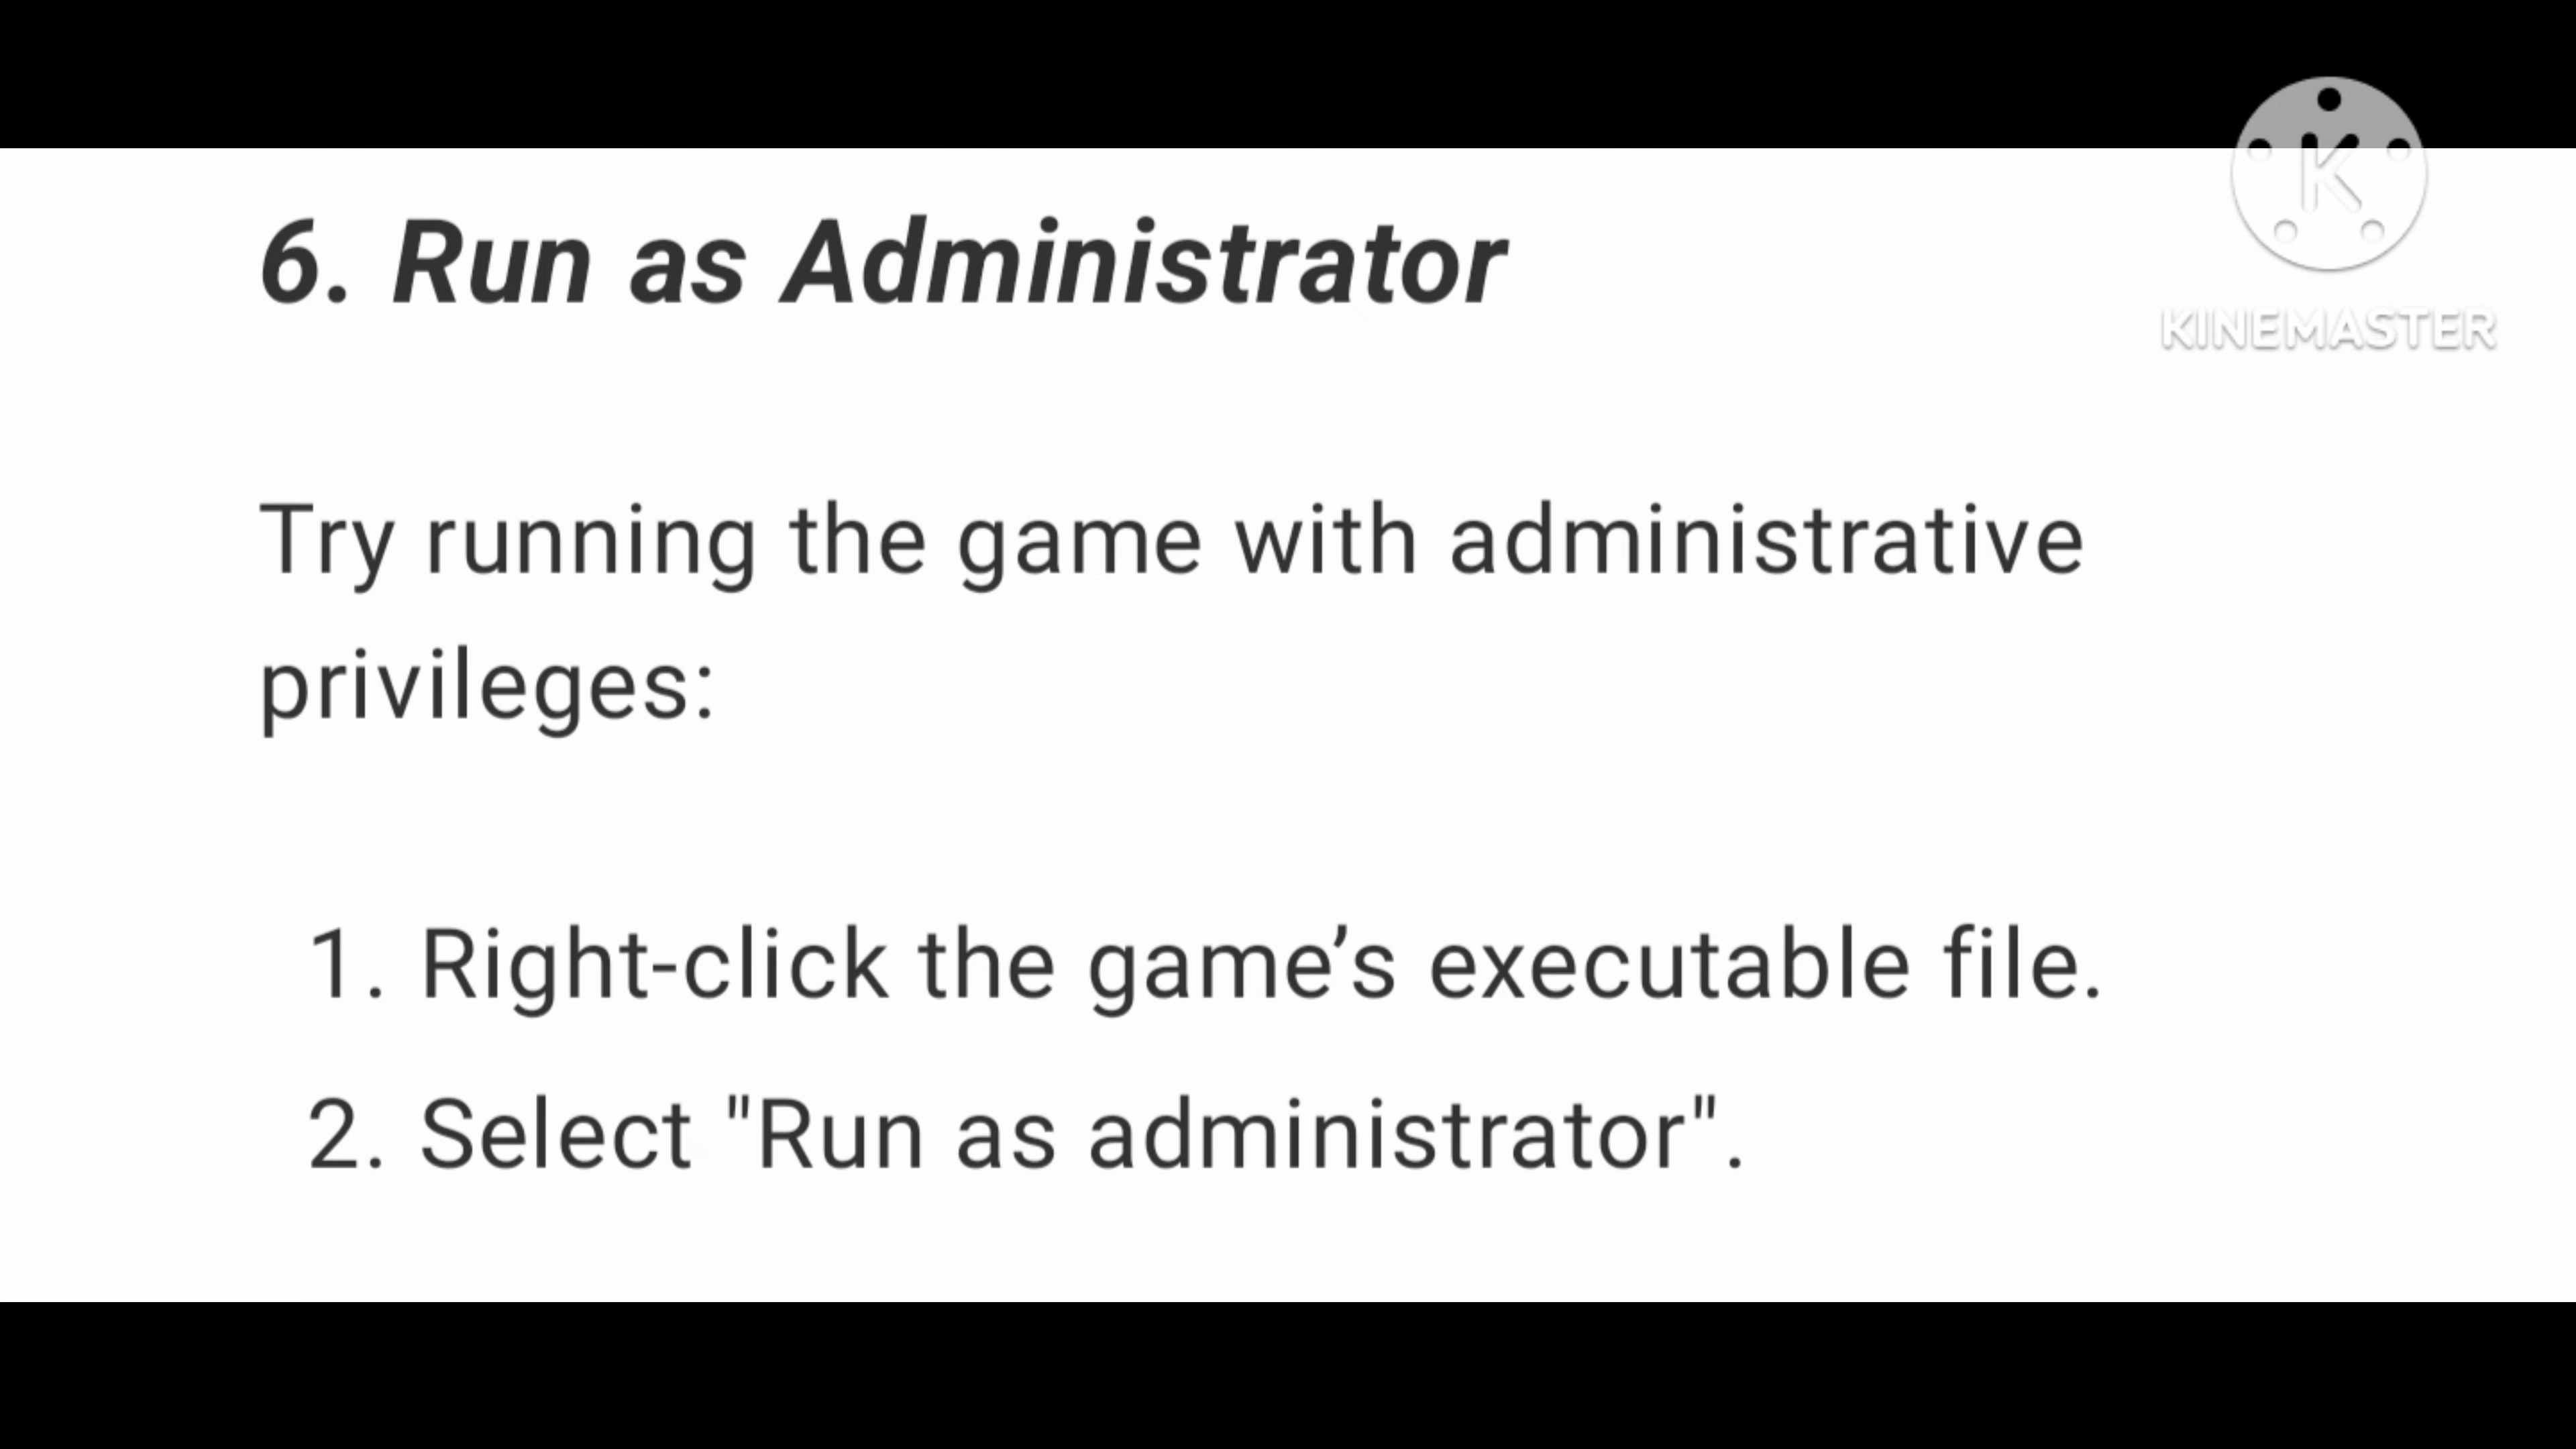 6. Run as Administrator
K
KINEMASTER
Try running the game with administrative
privileges:
1. Right-click the game’s executable file.
2. Select "Run as administrator".